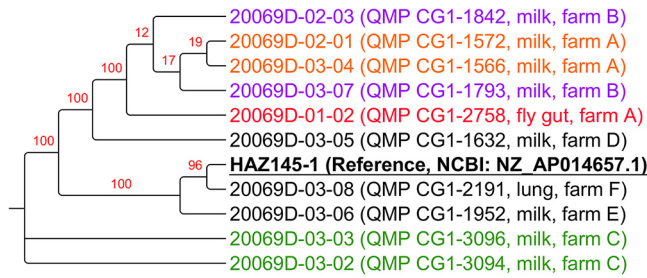 20069D-02-03 (QMP CG1-1842, milk, farm B)
12
20069D-02-01 (QMP CG1-1572, milk, farm A)
19
20069D-03-04 (QMP CG1-1566, milk, farm A)
17
100
20069D-03-07 (QMP CG1-1793, milk, farm B)
100
20069D-01-02 (QMP CG1-2758, fly gut, farm A)
100
20069D-03-05 (QMP CG1-1632, milk, farm D)
96
HAZ145-1 (Reference, NCBI: NZ_AP014657.1)
100
20069D-03-08 (QMP CG1-2191, lung, farm F)
20069D-03-06 (QMP CG1-1952, milk, farm E)
20069D-03-03 (QMP CG1-3096, milk, farm C)
20069D-03-02 (QMP CG1-3094, milk, farm C)